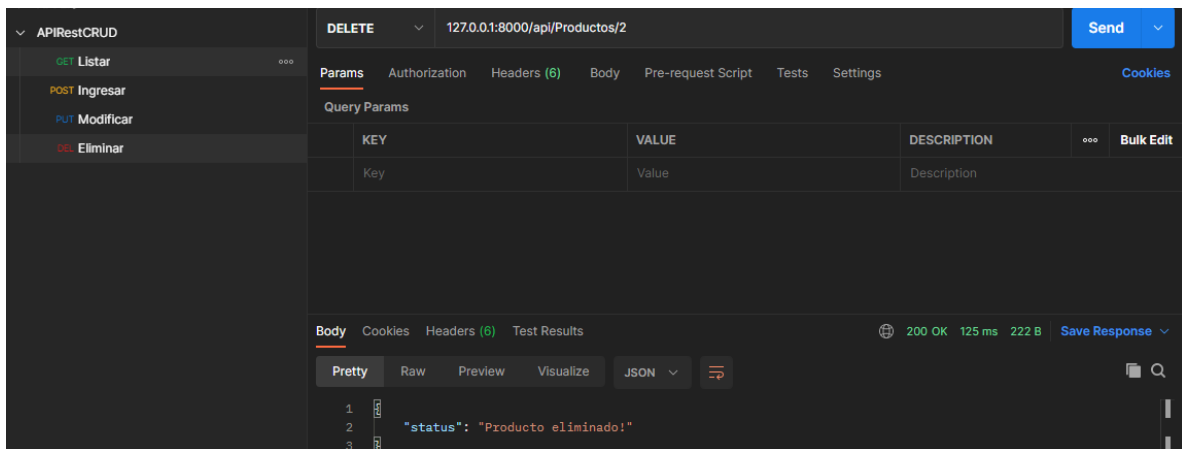 APIRestCRUD
GET Listar
POST Ingresar
PUT Modificar
DEL Eliminar
DELETE 127.0.0.1:8000/api/Productos/2 Send
Params Authorization Headers (6) Body Pre-request Script Tests Settings Cookies
Query Params
KEY VALUE DESCRIPTION Bulk Edit
Key Value Description
Body Cookies Headers (6) Test Results 200 OK 125 ms 222 B Save Response
Pretty Raw Preview Visualize JSON
1 {
2 "status": "Producto eliminado!"
3 }